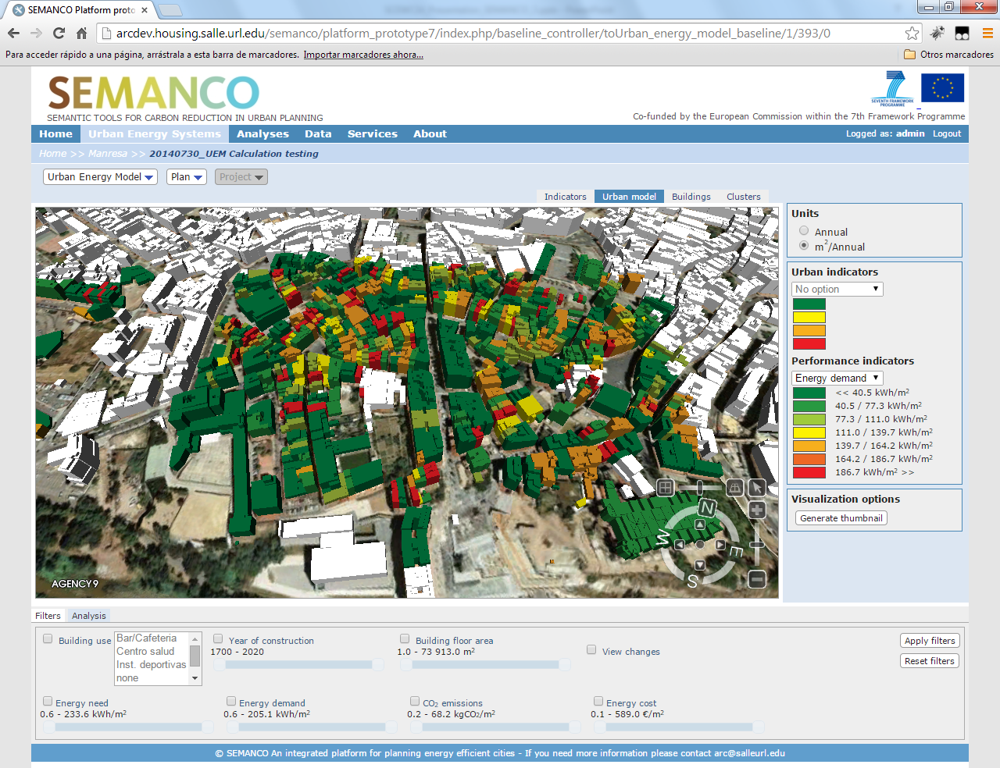 SEMANCO Platform proto
arcdev.housing.salle.url.edu/semanco/platform_prototype7/index.php/baseline_controller/toUrban_energy_model_baseline/1/393/0
Para acceder rápido a una página, arrástrala a esta barra de marcadores. Importar marcadores ahora...
Otros marcadores
SEMANCO
SEMANTIC TOOLS FOR CARBON REDUCTION IN URBAN PLANNING
SEVENTH FRAMEWORK
PROGRAMME
Co-funded by the European Commission within the 7th Framework Programme
Home Urban Energy Systems Analyses Data Services About
Logged as: admin Logout
Home >> Manresa >> 20140730_UEM Calculation testing
Urban Energy Model Plan Project
Indicators Urban model Buildings Clusters
Units
Annual
m2/Annual
Urban indicators
No option
Performance indicators
Energy demand
<< 40.5 kWh/m2
40.5 / 77.3 kWh/m2
77.3 / 111.0 kWh/m2
111.0 / 139.7 kWh/m2
139.7 / 164.2 kWh/m2
164.2 / 186.7 kWh/m2
186.7 kWh/m2 >>
Visualization options
Generate thumbnail
N
W
E
S
AGENCY9
Filters Analysis
Building use
Bar/Cafeteria
Centro salud
Inst. deportivas
none
Year of construction
1700 - 2020
Building floor area
1.0 - 73 913.0 m2
View changes
Apply filters
Reset filters
Energy need
0.6 - 233.6 kWh/m2
Energy demand
0.6 - 205.1 kWh/m2
CO2 emissions
0.2 - 68.2 kgCO2/m2
Energy cost
0.1 - 589.0 €/m2
© SEMANCO An integrated platform for planning energy efficient cities - If you need more information please contact arc@salleurl.edu